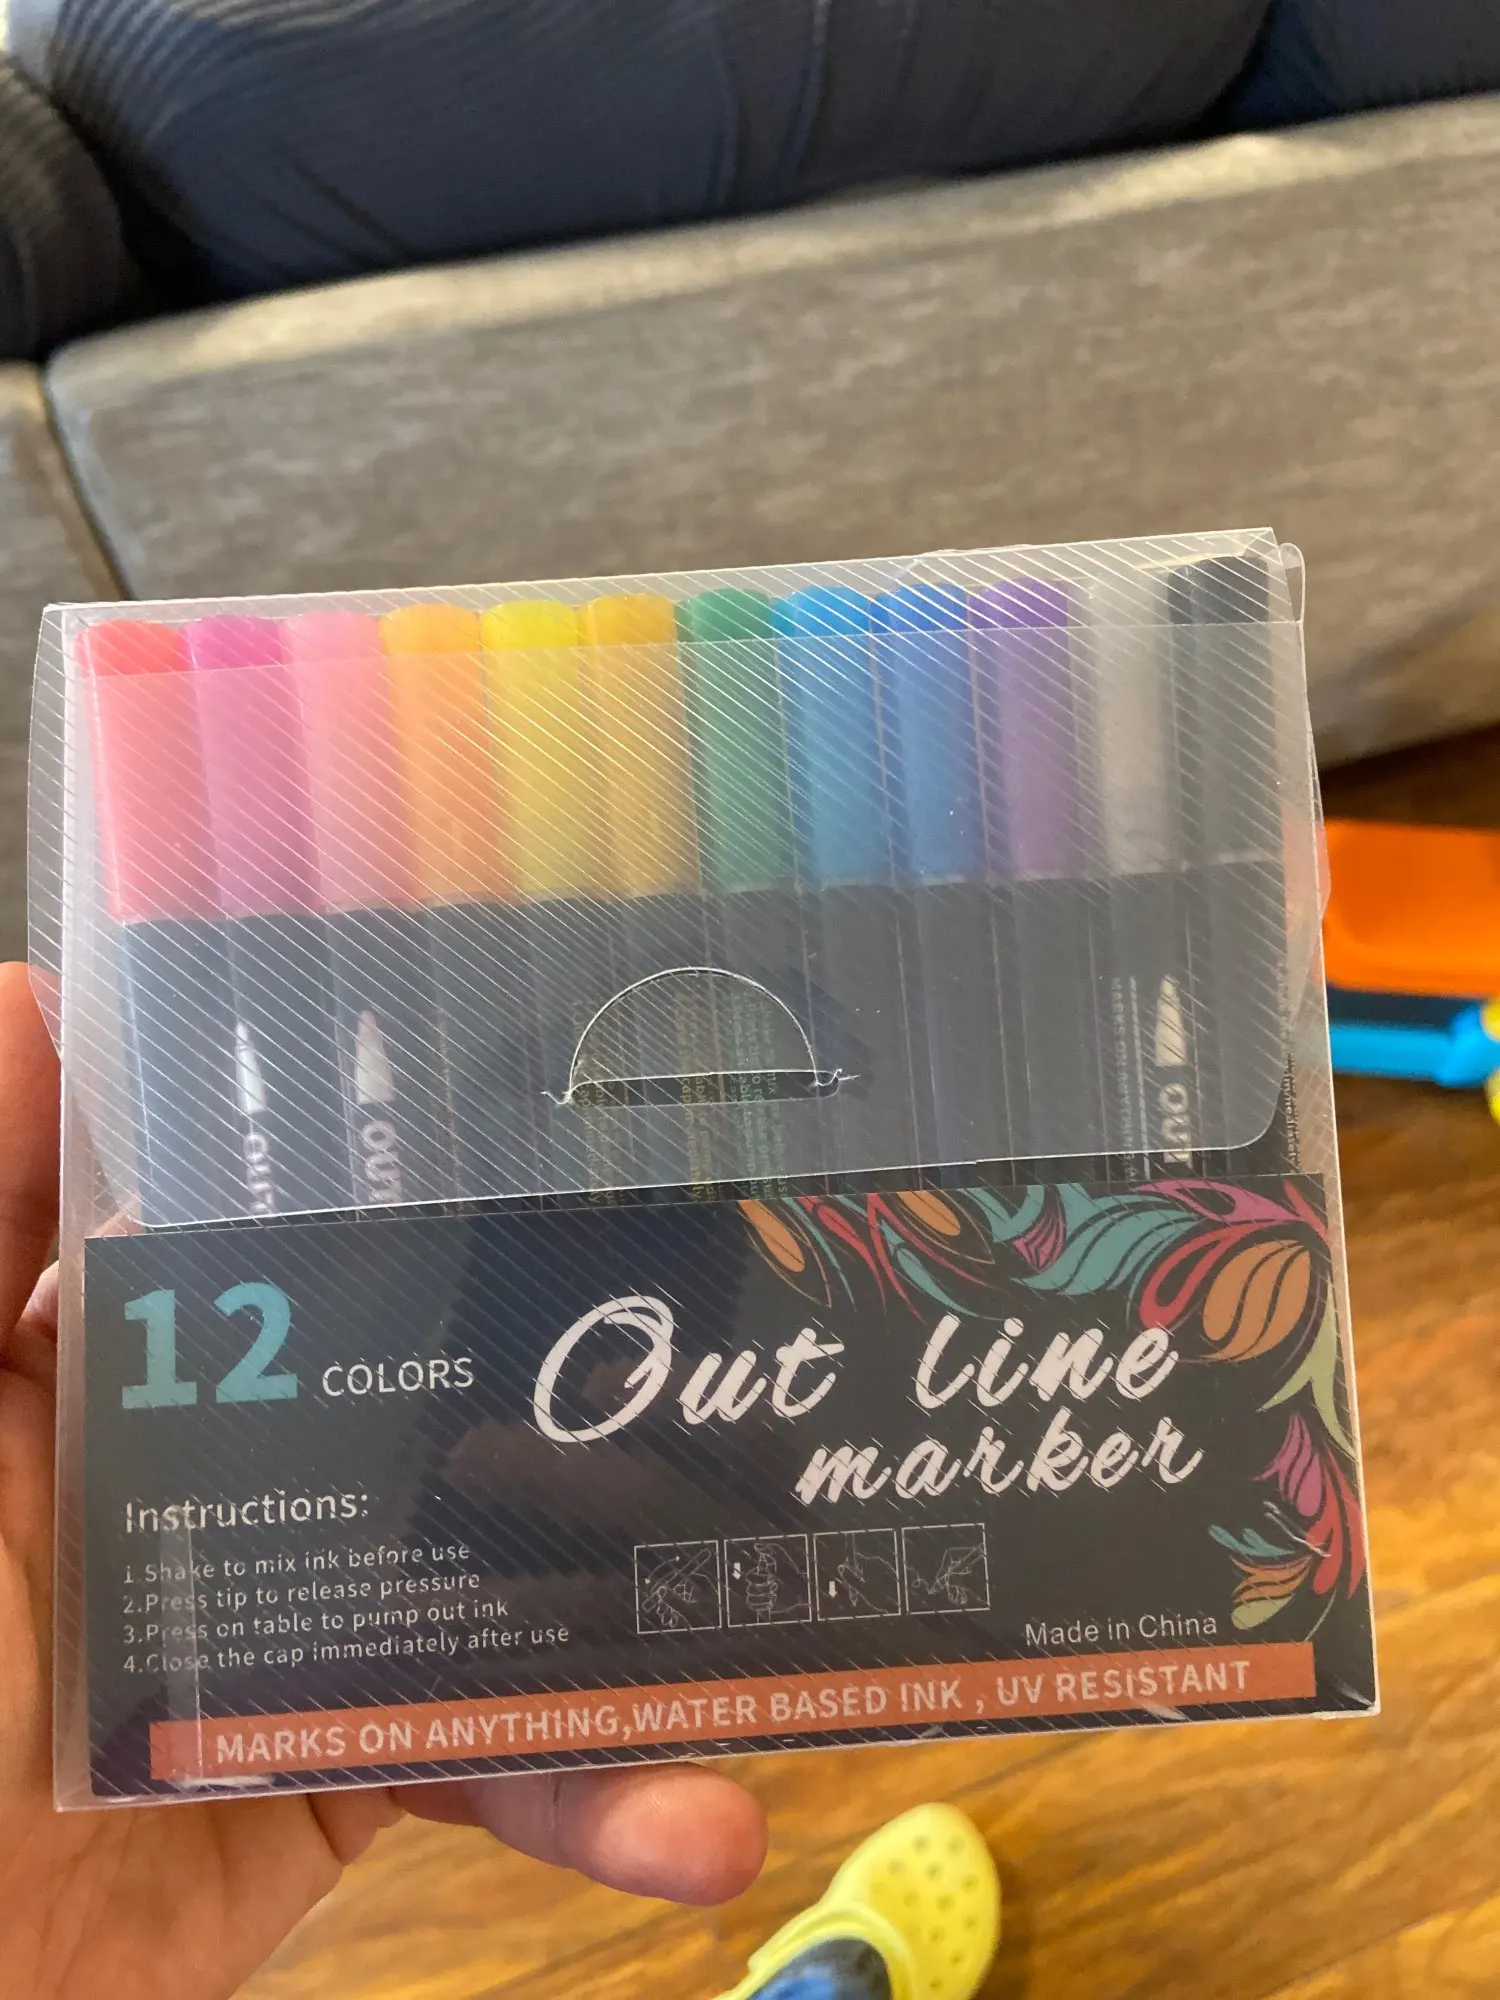 12 COLORS
Out line
marker
Instructions:
1.Shake to mix ink before use
2.Press tip to release pressure
3.Press on table to pump out ink
4.Close the cap immediately after use
Made in China
MARKS ON ANYTHING,WATER BASED INK , UV RESISTANT